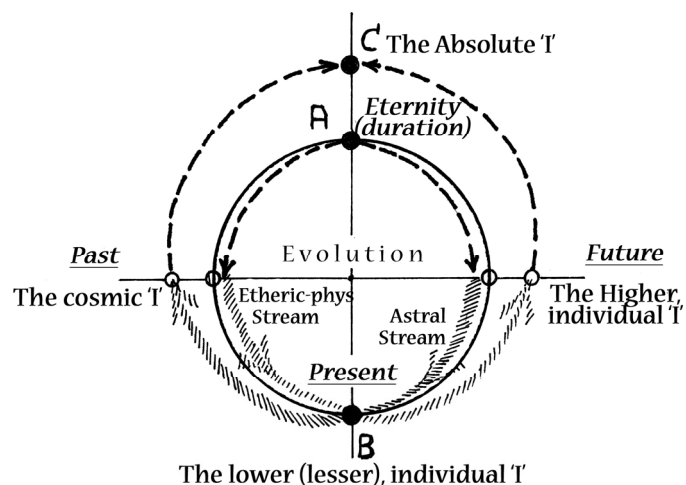 C The Absolute 'I'
A Eternity
(duration)
Past
Evolution
Future
The cosmic 'I'
Etheric-phys
Stream
Astral
Stream
The Higher,
individual 'I'
Present
B
The lower (lesser), individual 'I'